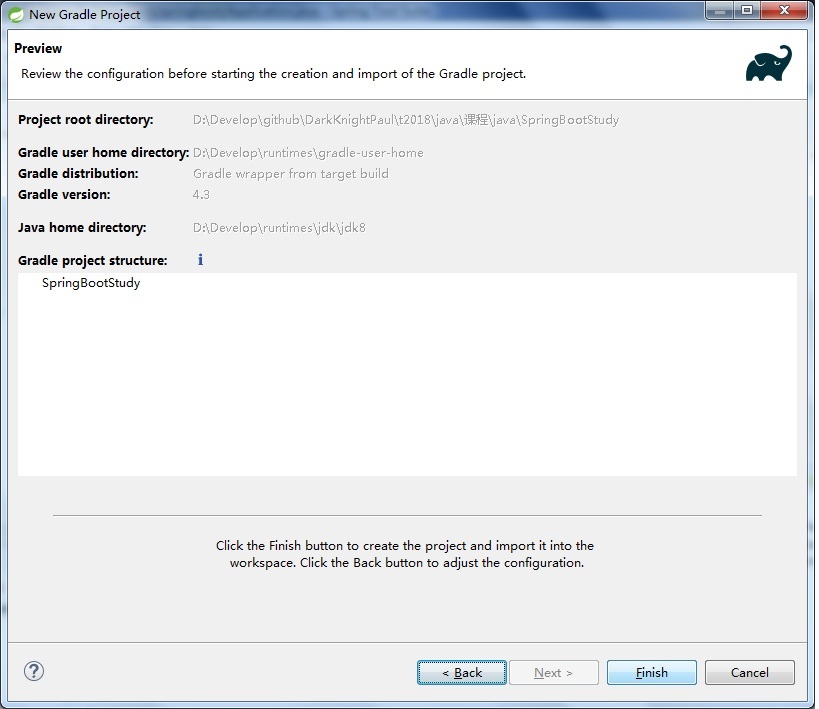 New Gradle Project
Preview
Review the configuration before starting the creation and import of the Gradle project.
Project root directory: D:\Develop\github\DarkKnightPaul\t2018\java\课程\java\SpringBootStudy
Gradle user home directory: D:\Develop\runtimes\gradle-user-home
Gradle distribution: Gradle wrapper from target build
Gradle version: 4.3
Java home directory: D:\Develop\runtimes\jdk\jdk8
Gradle project structure:
SpringBootStudy
Click the Finish button to create the project and import it into the
workspace. Click the Back button to adjust the configuration.
? < Back Next > Finish Cancel